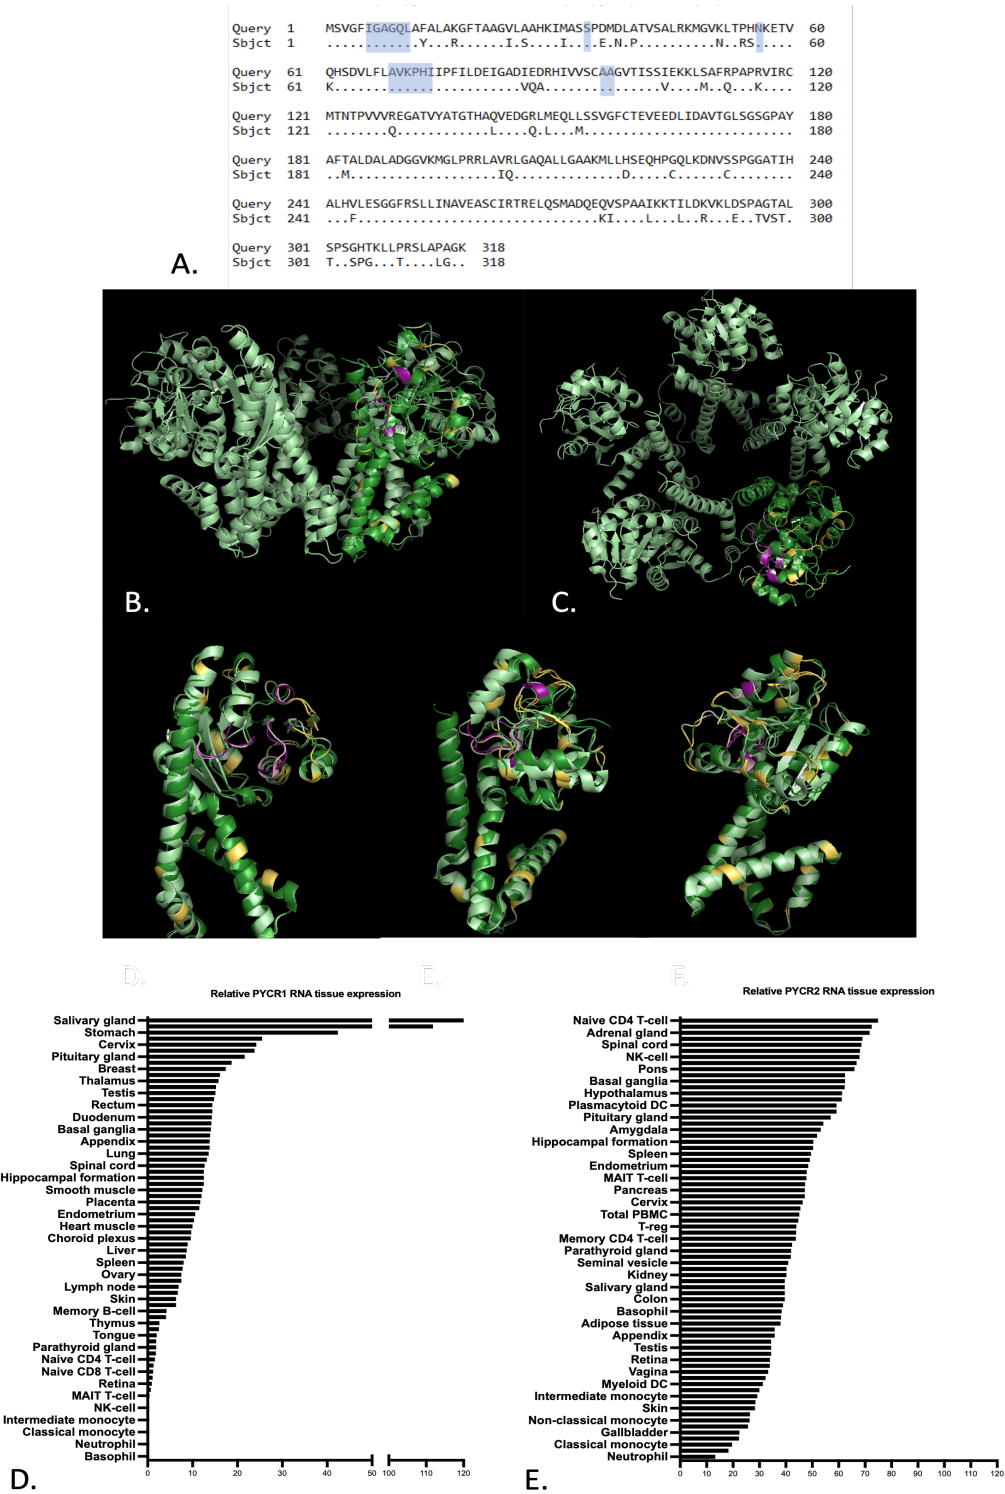 Query 1 MSVGFIGAGQLAFALAKGFTAAGVLAAHKIMASSPDMDLATVSALRKMGVKLTPHNKETV 60
Sbjct 1 ............Y...R......I.S....I....E.N.P..........N..RS..... 60
Query 61 QHSDVLFLAVKPHIIPFILDEIGADIEDRHIVVSCAAGVTISSIEKKLSAFRPAPRVIRC 120
Sbjct 61 K........................VQA...............V....M..Q...K.... 120
Query 121 MTNTPVVVREGATVYATGTHAQVEDGRLMEQLLSSVGFCTEVEEDLIDAVTGLSGSGPAY 180
Sbjct 121 ........Q............L....Q.L...M........................... 180
Query 181 AFTALDALADGGVKMGLPRRLAVRLGAQALLGAAKMLLHSEQHPGQLKDNVSSPGGATIH 240
Sbjct 181 ..M...................IQ..............D.....C......C........ 240
Query 241 ALHVLESGGFRSLLINAVEASCIRTRELQSMADQEQVSPAAIKKTILDKVKLDSPAGTAL 300
Sbjct 241 ...F...............................KI....L...L..R...E..TVST. 300
Query 301 SPSGHTKLLPRSLAPAGK 318
Sbjct 301 T..SPG...T....LG.. 318
A.
B.
C.
D.
E.
F.
Relative PYCR1 RNA tissue expression
Salivary gland
Stomach
Cervix
Pituitary gland
Breast
Thalamus
Testis
Rectum
Duodenum
Basal ganglia
Appendix
Lung
Spinal cord
Hippocampal formation
Smooth muscle
Placenta
Endometrium
Heart muscle
Choroid plexus
Liver
Spleen
Ovary
Lymph node
Skin
Memory B-cell
Thymus
Tongue
Parathyroid gland
Naive CD4 T-cell
Naive CD8 T-cell
Retina
MAIT T-cell
NK-cell
Intermediate monocyte
Classical monocyte
Neutrophil
Basophil
0 10 20 30 40 50 100 110 120
D.
Relative PYCR2 RNA tissue expression
Naive CD4 T-cell
Adrenal gland
Spinal cord
NK-cell
Pons
Basal ganglia
Hypothalamus
Plasmacytoid DC
Pituitary gland
Amygdala
Hippocampal formation
Spleen
Endometrium
MAIT T-cell
Pancreas
Cervix
Total PBMC
T-reg
Memory CD4 T-cell
Parathyroid gland
Seminal vesicle
Kidney
Salivary gland
Colon
Basophil
Adipose tissue
Appendix
Testis
Retina
Vagina
Myeloid DC
Intermediate monocyte
Skin
Non-classical monocyte
Gallbladder
Classical monocyte
Neutrophil
0 10 20 30 40 50 60 70 80 90 100 110 120
E.